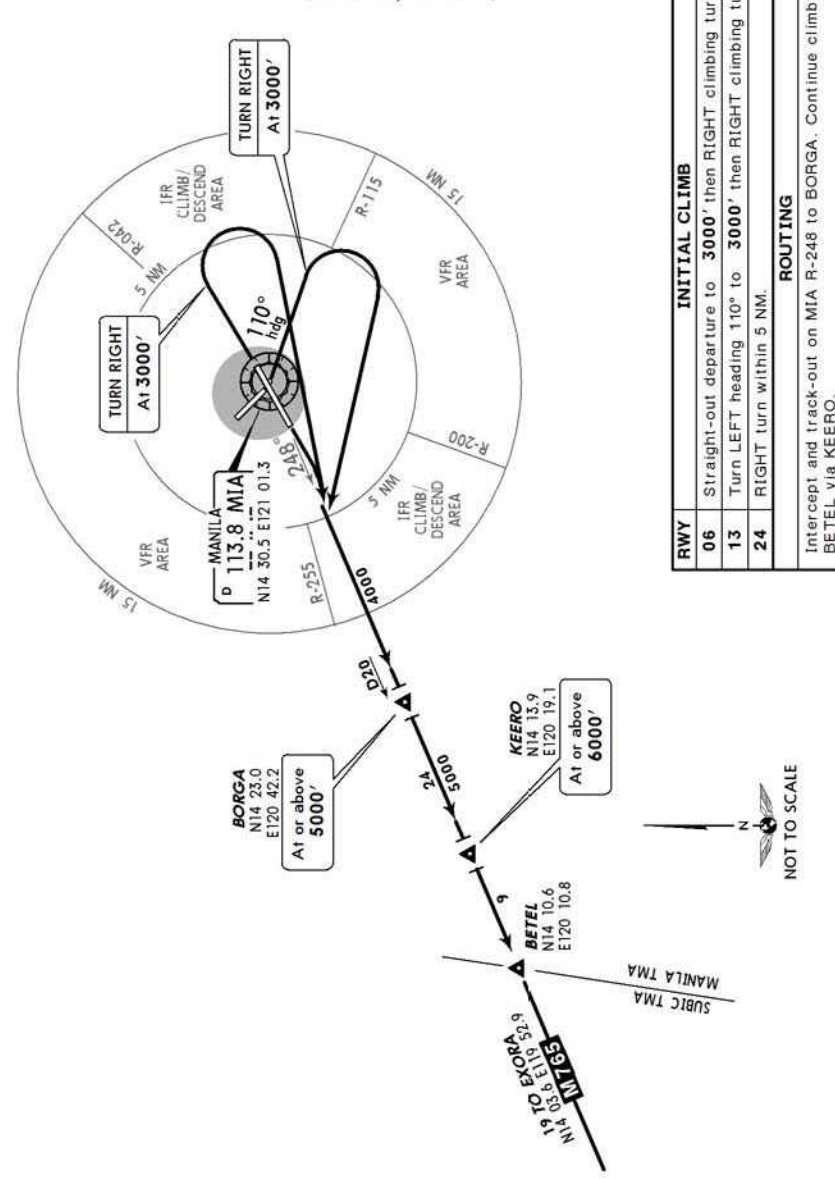 TURN RIGHT
At 3000'
TURN RIGHT
At 3000'
IFR
CLIMB/
DESCEND
AREA
R-042
5 NM
15 NM
R-115
VFR
AREA
110°
hdg
MANILA
D 113.8 MIA
N14 30.5 E121 01.3
248°
R-200
5 NM
IFR
CLIMB/
DESCEND
AREA
VFR
AREA
15 NM
R-255
4000
D20
BORGA
N14 23.0
E120 42.2
At or above
5000'
24
5000
KEERO
N14 13.9
E120 19.1
At or above
6000'
9
BETEL
N14 10.6
E120 10.8
MANILA TMA
SUBIC TMA
19 TO EXORA
N14 03.6 E119 52.9
M765
N
NOT TO SCALE
RWY INITIAL CLIMB
06 Straight-out departure to 3000' then RIGHT climbing
13 Turn LEFT heading 110° to 3000' then RIGHT climbing
24 RIGHT turn within 5 NM.
ROUTING
Intercept and track-out on MIA R-248 to BORGA. Continue climb
BETEL via KEERO.